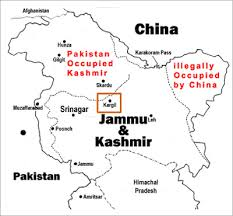 Afghanistan
China
Hunza
Gilgit
Pakistan
Occupied
Kashmir
Karakoram Pass
illegally
Occupied
by China
Skardu
Muzaffarabad
Kargil
Srinagar
Leh
Poonch
Jammu
&
Kashmir
Jammu
Pakistan
Himachal
Pradesh
Amritsar